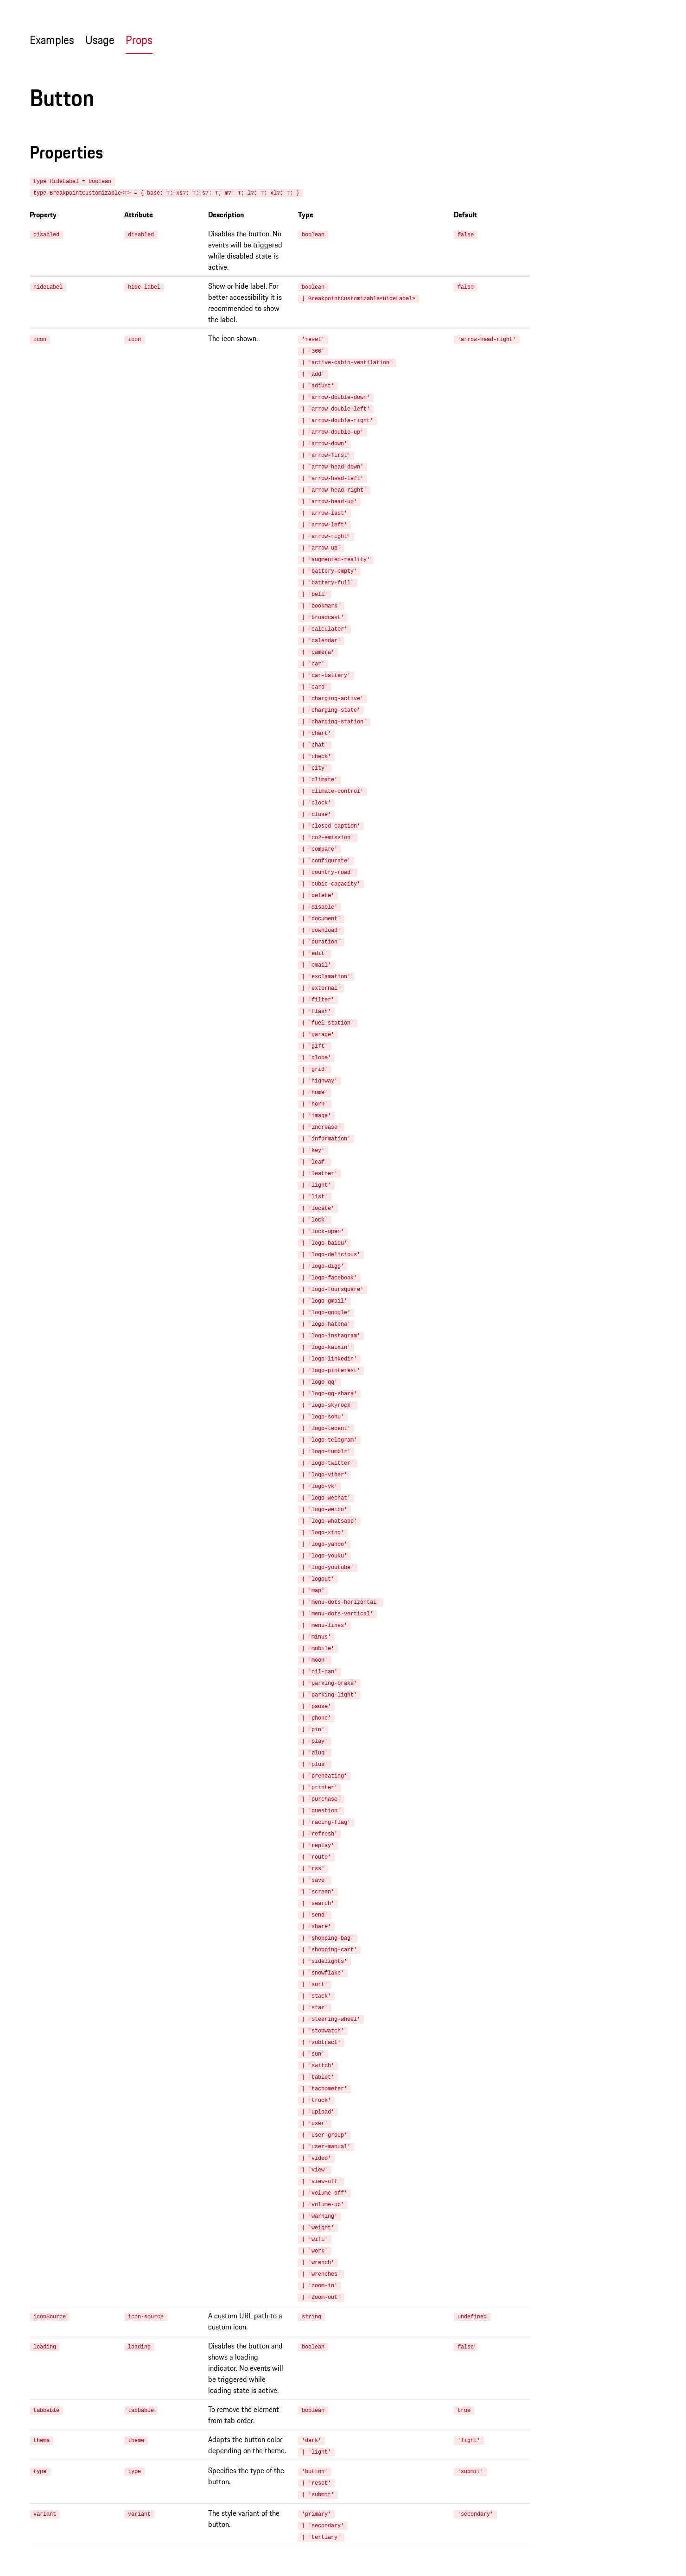 Examples Usage Props
Button
Properties
type HideLabel = boolean
type BreakpointCustomizable<T> = { base: T; xs?: T; s?: T; m?: T; l?: T; xl?: T; }
Property Attribute Description Type Default
disabled disabled Disables the button. No boolean false
events will be triggered
while disabled state is
active.
hideLabel hide-label Show or hide label. For boolean false
better accessibility it is | BreakpointCustomizable<HideLabel>
recommended to show
the label.
icon icon The icon shown. 'reset' 'arrow-head-right'
| '360'
| 'active-cabin-ventilation'
| 'add'
| 'adjust'
| 'arrow-double-down'
| 'arrow-double-left'
| 'arrow-double-right'
| 'arrow-double-up'
| 'arrow-down'
| 'arrow-first'
| 'arrow-head-down'
| 'arrow-head-left'
| 'arrow-head-right'
| 'arrow-head-up'
| 'arrow-last'
| 'arrow-left'
| 'arrow-right'
| 'arrow-up'
| 'augmented-reality'
| 'battery-empty'
| 'battery-full'
| 'bell'
| 'bookmark'
| 'broadcast'
| 'calculator'
| 'calendar'
| 'camera'
| 'car'
| 'car-battery'
| 'card'
| 'charging-active'
| 'charging-state'
| 'charging-station'
| 'chart'
| 'chat'
| 'check'
| 'city'
| 'climate'
| 'climate-control'
| 'clock'
| 'close'
| 'closed-caption'
| 'co2-emission'
| 'compare'
| 'configurate'
| 'country-road'
| 'cubic-capacity'
| 'delete'
| 'disable'
| 'document'
| 'download'
| 'duration'
| 'edit'
| 'email'
| 'exclamation'
| 'external'
| 'filter'
| 'flash'
| 'fuel-station'
| 'garage'
| 'gift'
| 'globe'
| 'grid'
| 'highway'
| 'home'
| 'horn'
| 'image'
| 'increase'
| 'information'
| 'key'
| 'leaf'
| 'leather'
| 'light'
| 'list'
| 'locate'
| 'lock'
| 'lock-open'
| 'logo-baidu'
| 'logo-delicious'
| 'logo-digg'
| 'logo-facebook'
| 'logo-foursquare'
| 'logo-gmail'
| 'logo-google'
| 'logo-hatena'
| 'logo-instagram'
| 'logo-kaixin'
| 'logo-linkedin'
| 'logo-pinterest'
| 'logo-qq'
| 'logo-qq-share'
| 'logo-skyrock'
| 'logo-sohu'
| 'logo-tecent'
| 'logo-telegram'
| 'logo-tumblr'
| 'logo-twitter'
| 'logo-viber'
| 'logo-vk'
| 'logo-wechat'
| 'logo-weibo'
| 'logo-whatsapp'
| 'logo-xing'
| 'logo-yahoo'
| 'logo-youku'
| 'logo-youtube'
| 'logout'
| 'map'
| 'menu-dots-horizontal'
| 'menu-dots-vertical'
| 'menu-lines'
| 'minus'
| 'mobile'
| 'moon'
| 'oil-can'
| 'parking-brake'
| 'parking-light'
| 'pause'
| 'phone'
| 'pin'
| 'play'
| 'plug'
| 'plus'
| 'preheating'
| 'printer'
| 'purchase'
| 'question'
| 'racing-flag'
| 'refresh'
| 'replay'
| 'route'
| 'rss'
| 'save'
| 'screen'
| 'search'
| 'send'
| 'share'
| 'shopping-bag'
| 'shopping-cart'
| 'sidelights'
| 'snowflake'
| 'sort'
| 'stack'
| 'star'
| 'steering-wheel'
| 'stopwatch'
| 'subtract'
| 'sun'
| 'switch'
| 'tablet'
| 'tachometer'
| 'truck'
| 'upload'
| 'user'
| 'user-group'
| 'user-manual'
| 'video'
| 'view'
| 'view-off'
| 'volume-off'
| 'volume-up'
| 'warning'
| 'weight'
| 'wifi'
| 'work'
| 'wrench'
| 'wrenches'
| 'zoom-in'
| 'zoom-out'
iconSource icon-source A custom URL path to a string undefined
custom icon.
loading loading Disables the button and boolean false
shows a loading
indicator. No events will
be triggered while
loading state is active.
tabbable tabbable To remove the element boolean true
from tab order.
theme theme Adapts the button color 'dark' 'light'
depending on the theme. | 'light'
type type Specifies the type of the 'button' 'submit'
button. | 'reset'
| 'submit'
variant variant The style variant of the 'primary' 'secondary'
button. | 'secondary'
| 'tertiary'